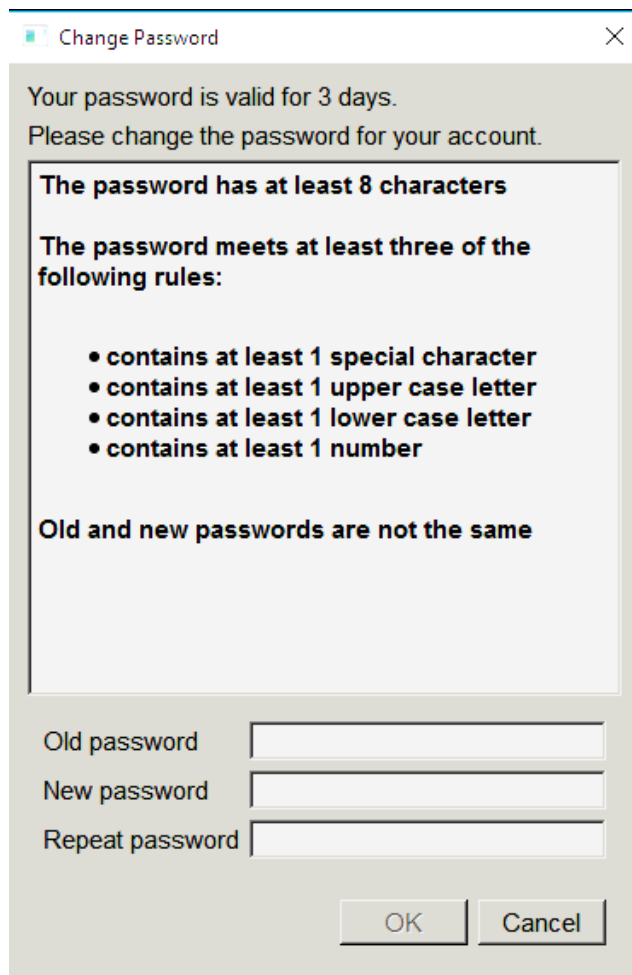 Change Password
Your password is valid for 3 days.
Please change the password for your account.
The password has at least 8 characters
The password meets at least three of the
following rules:
• contains at least 1 special character
• contains at least 1 upper case letter
• contains at least 1 lower case letter
• contains at least 1 number
Old and new passwords are not the same
Old password
New password
Repeat password
OK Cancel